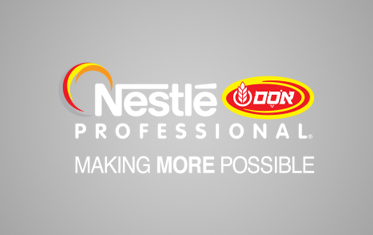 Nestlé אסם
PROFESSIONAL®
MAKING MORE POSSIBLE